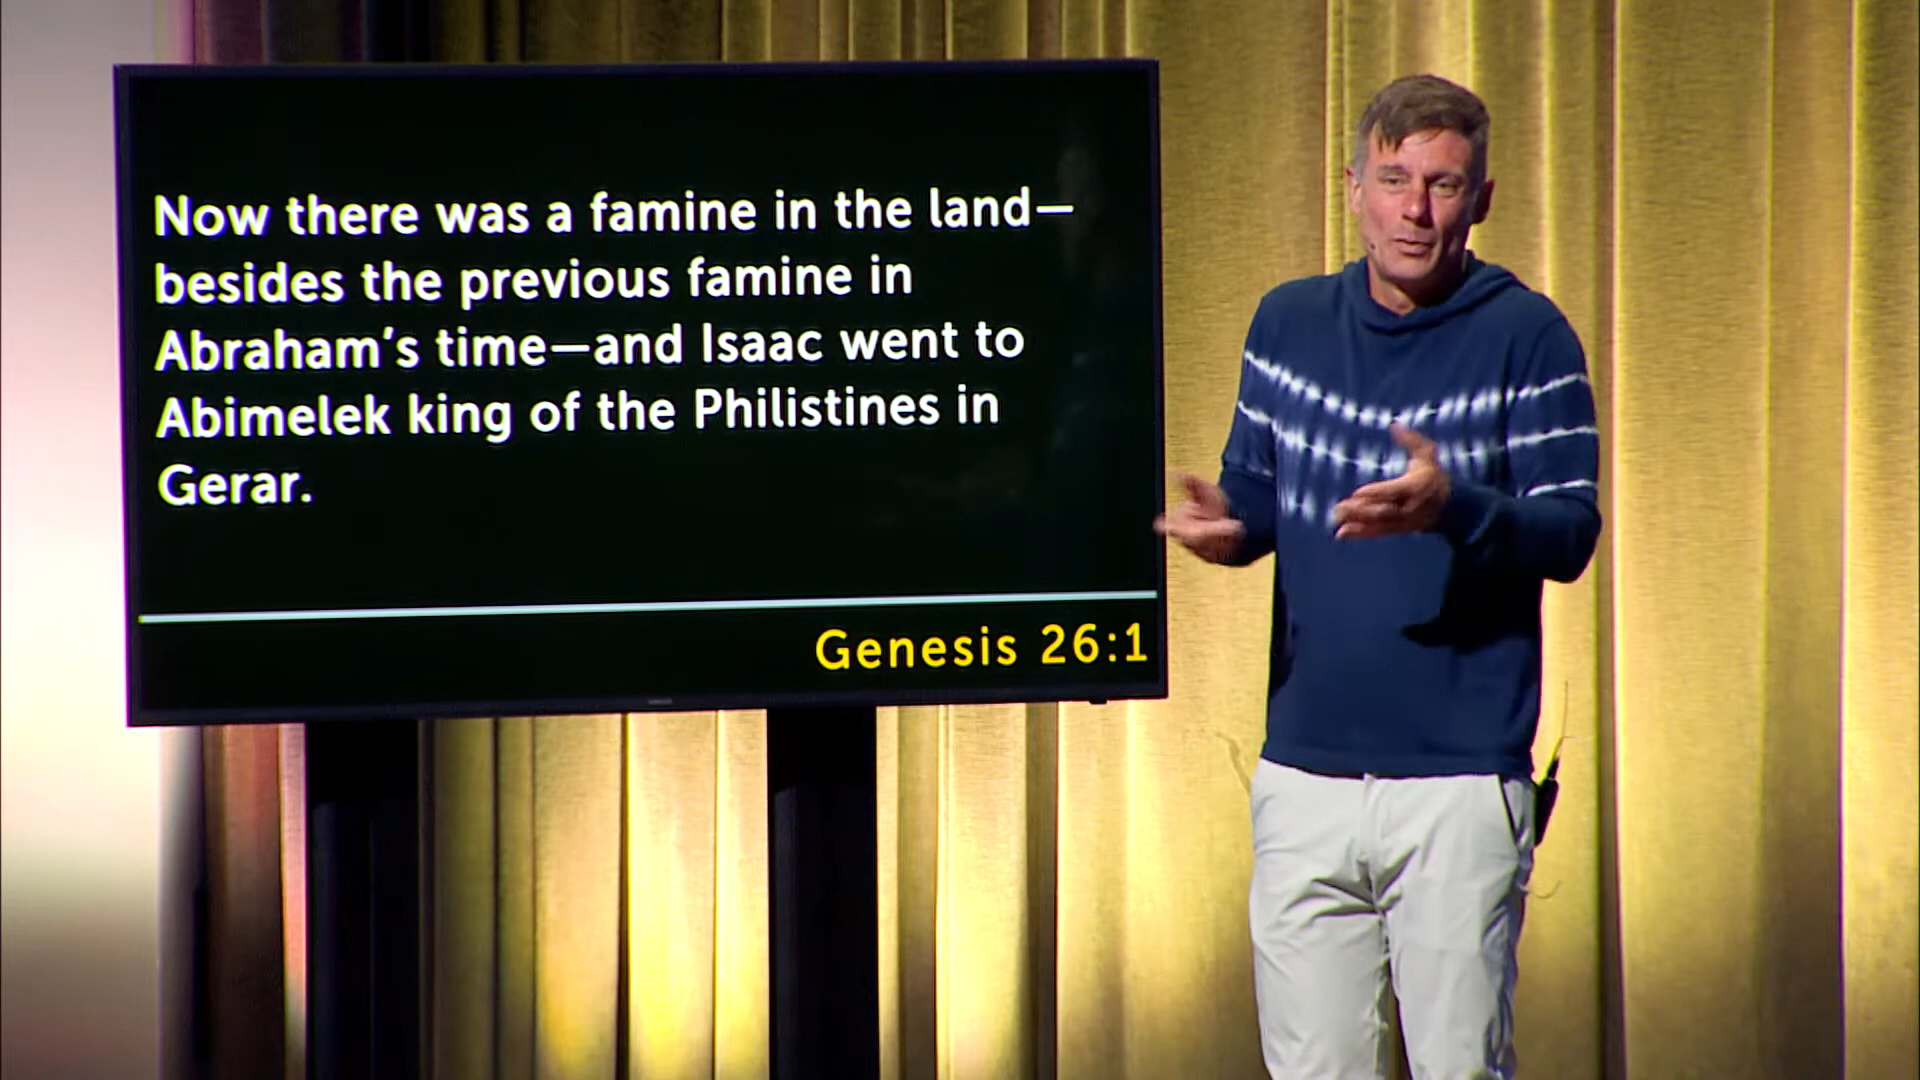 Now there was a famine in the land—
besides the previous famine in
Abraham's time—and Isaac went to
Abimelek king of the Philistines in
Gerar.
Genesis 26:1